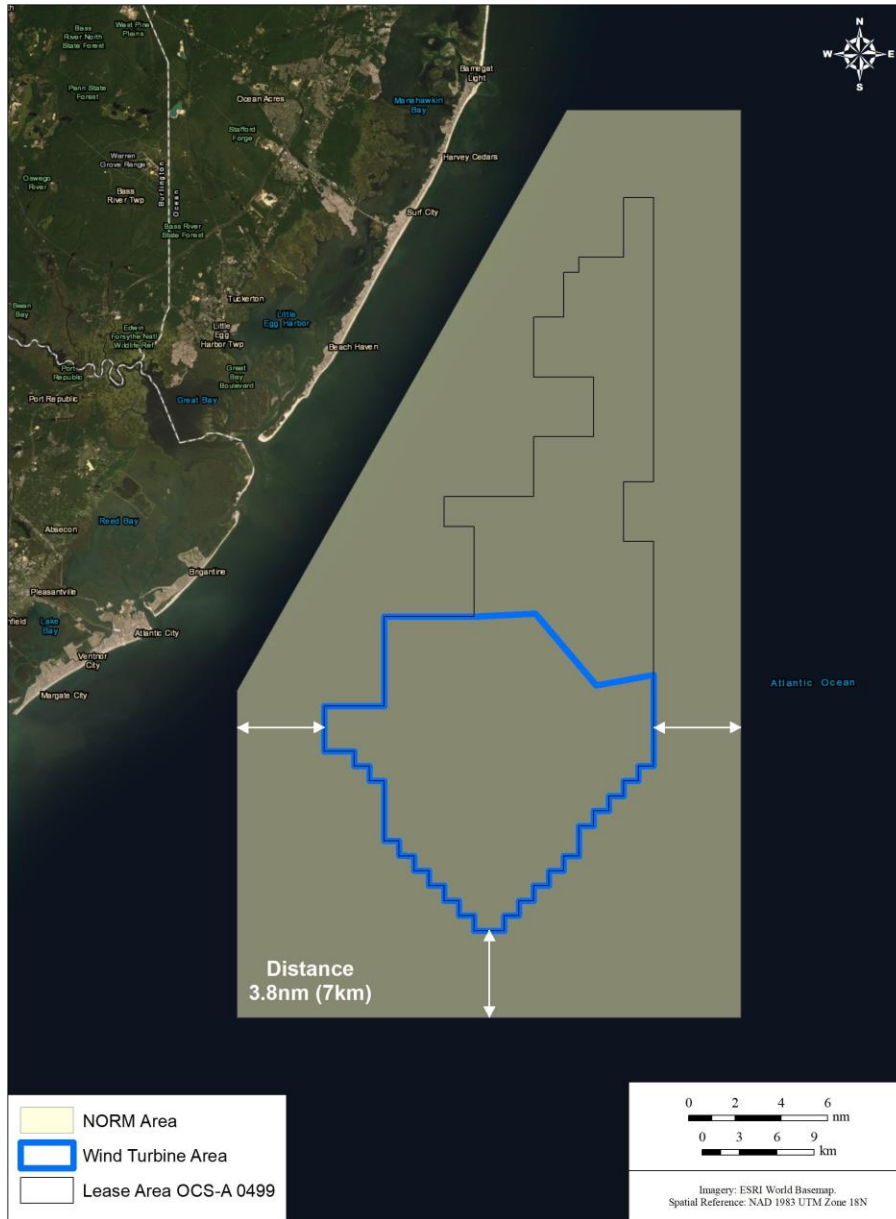 Bass
River North
State Forest
West Pine
Plains
N
W
E
S
Barnegat
Light
Penn State
Forest
Ocean Acres
Manahawkin
Bay
Stafford
Forge
Warren
Grove Range
Burlington
Ocean
Harvey Cedars
Oswego
River
Bass
River Twp
Surf City
Bass River
State Forest
Tuckerton
Little
Egg Harbor
Swan
Bay
Edwin
Forsythe Natl
Wildlife Ref
Little
Egg
Harbor Twp
Beach Haven
Port
Republic
Great
Bay
Boulevard
Port Republic
Great Bay
Reed Bay
Absecon
Brigantine
Pleasantville
nfield
Lake
Bay
Atlantic City
Ventnor
City
Margate City
Atlantic Ocean
Distance
3.8nm (7km)
NORM Area
Wind Turbine Area
Lease Area OCS-A 0499
0 2 4 6
nm
0 3 6 9
km
Imagery: ESRI World Basemap.
Spatial Reference: NAD 1983 UTM Zone 18N